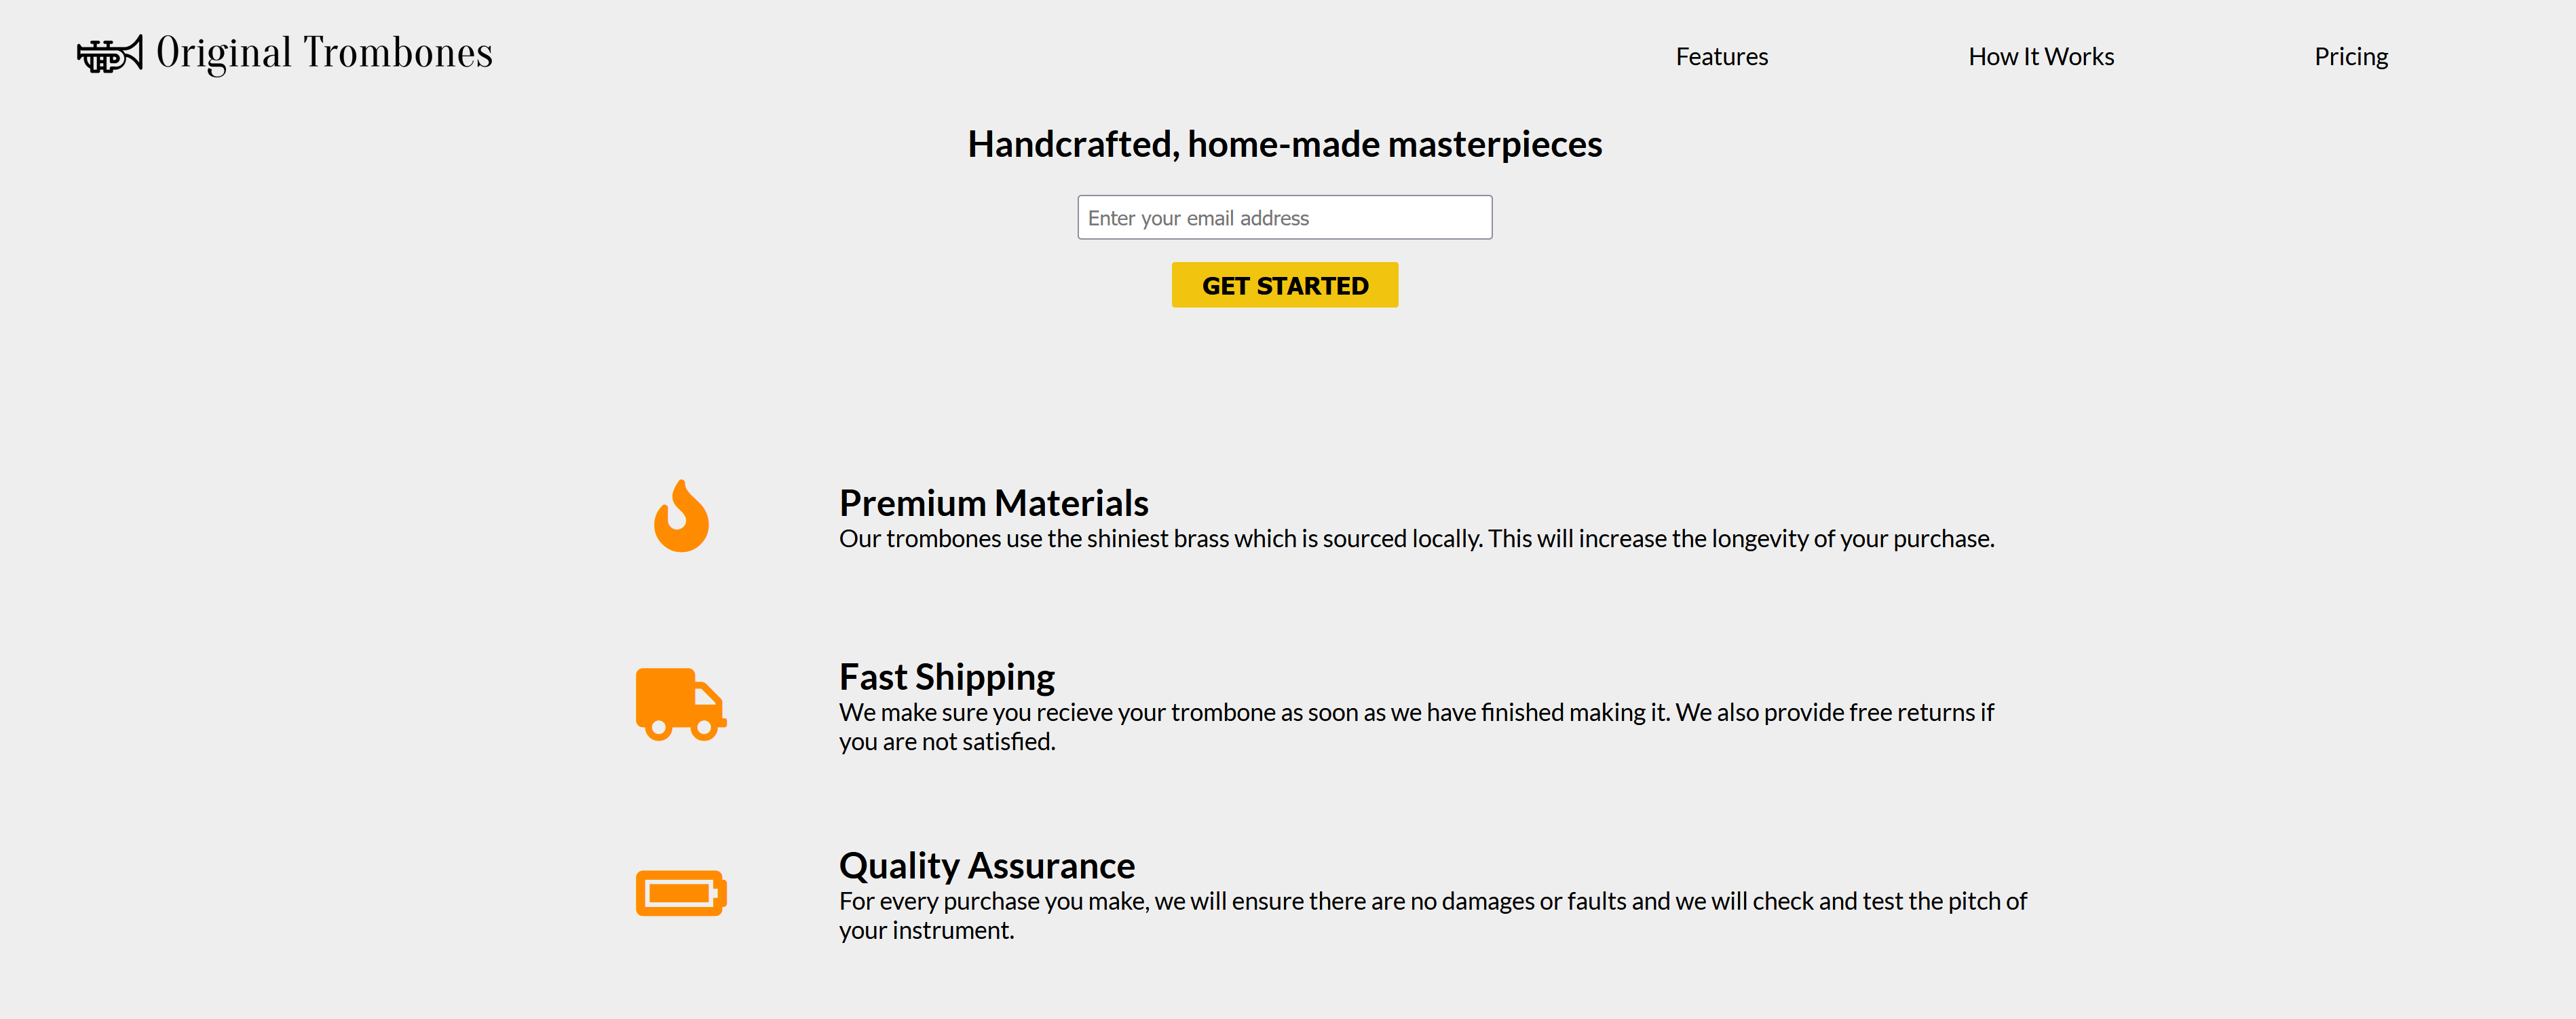 Original Trombones
Features
How It Works
Pricing
Handcrafted, home-made masterpieces
Enter your email address
GET STARTED
Premium Materials
Our trombones use the shiniest brass which is sourced locally. This will increase the longevity of your purchase.
Fast Shipping
We make sure you recieve your trombone as soon as we have finished making it. We also provide free returns if
you are not satisfied.
Quality Assurance
For every purchase you make, we will ensure there are no damages or faults and we will check and test the pitch of
your instrument.